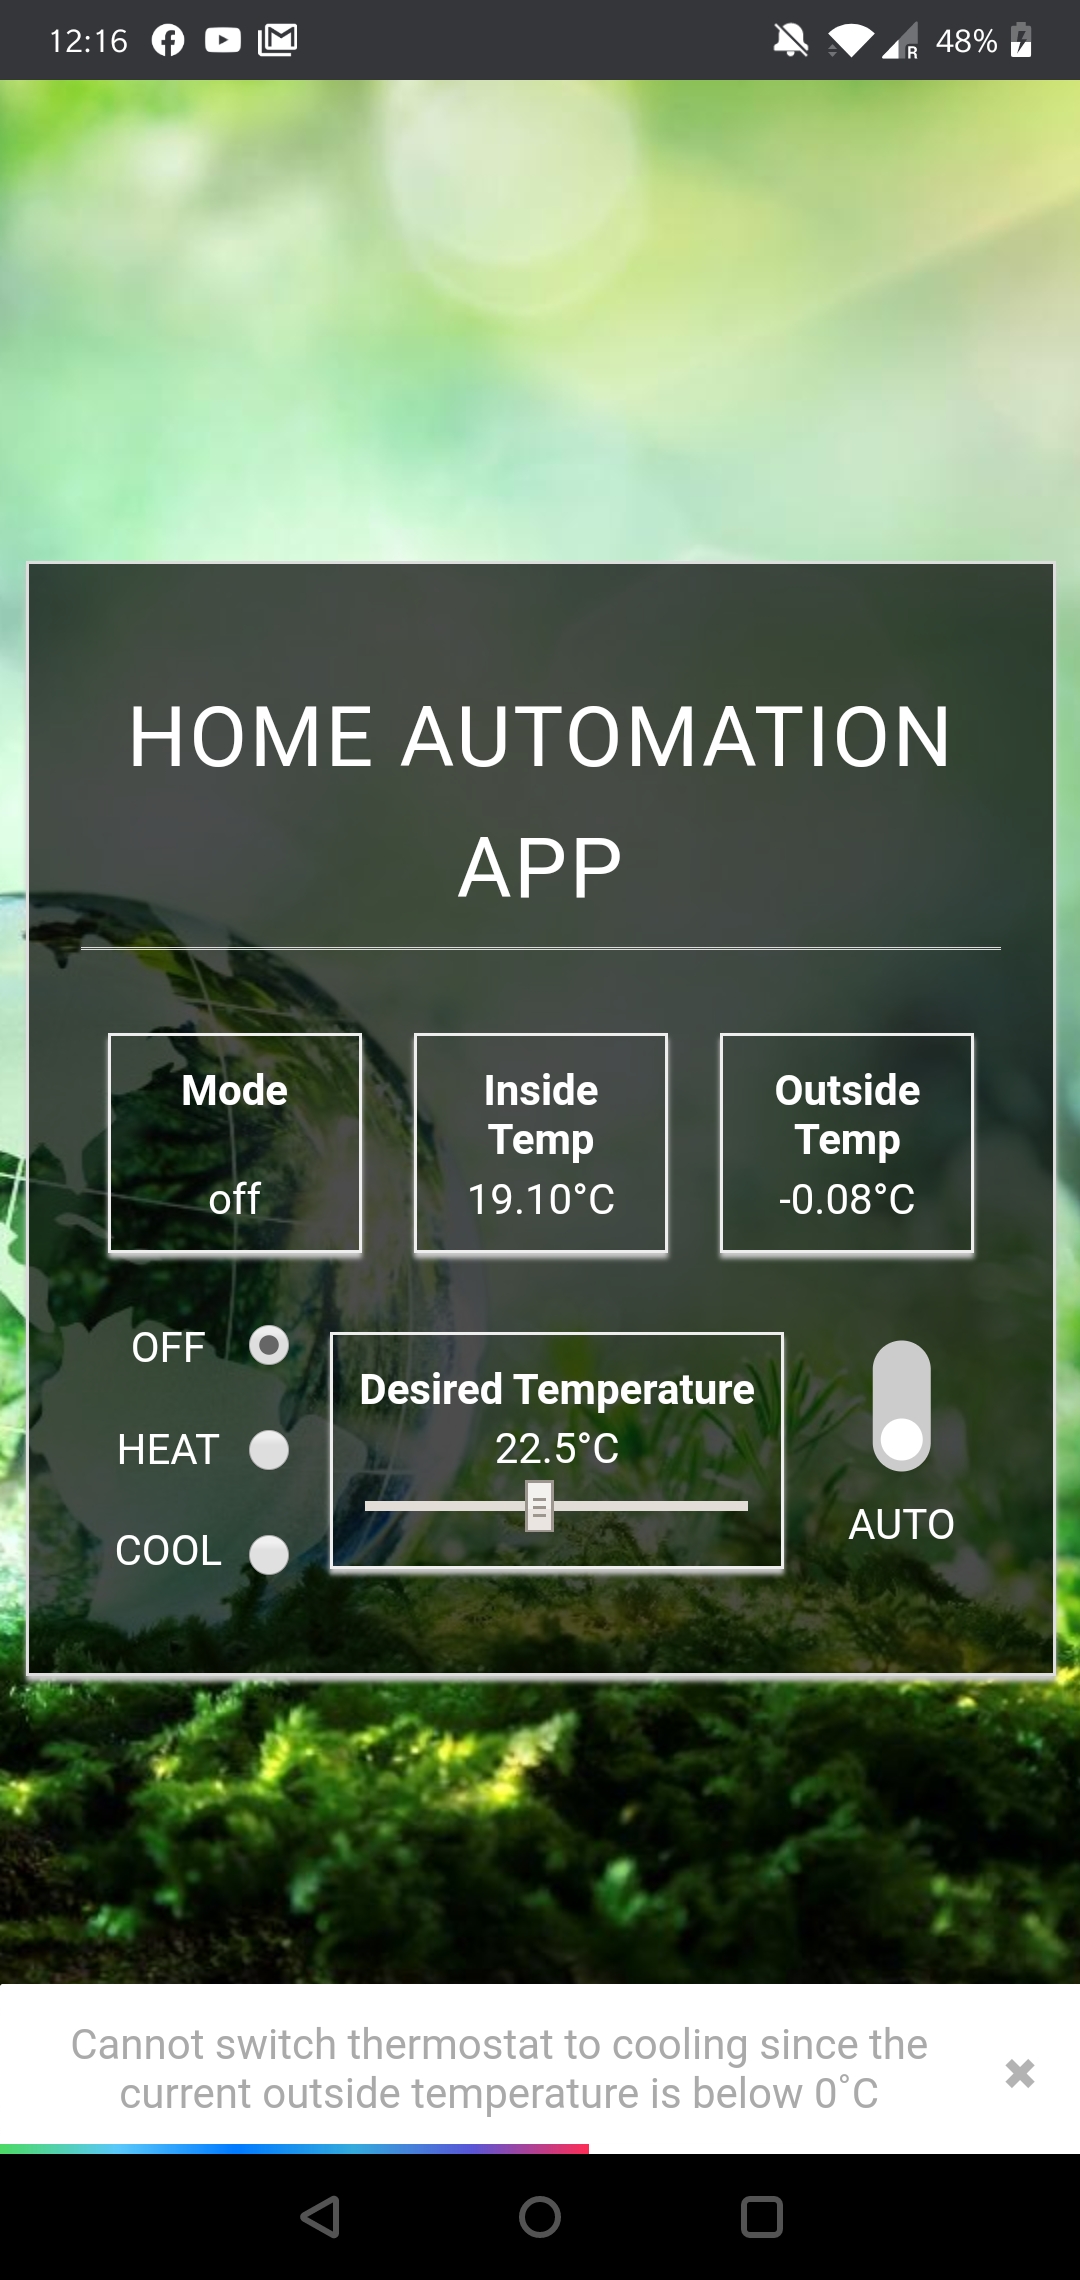 12:16
R 48%
HOME AUTOMATION
APP
Mode
off
Inside
Temp
19.10°C
Outside
Temp
-0.08°C
OFF
HEAT
COOL
Desired Temperature
22.5°C
AUTO
Cannot switch thermostat to cooling since the
current outside temperature is below 0°C